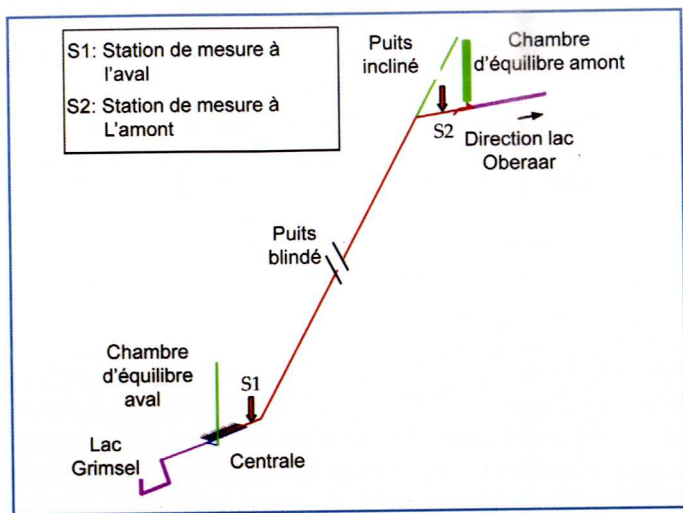 S1: Station de mesure à
l'aval
S2: Station de mesure à
L'amont
Puits
incliné
Chambre
d'équilibre amont
S2
Direction lac
Oberaar
Puits
blindé
Chambre
d'équilibre
aval
S1
Lac
Grimsel
Centrale